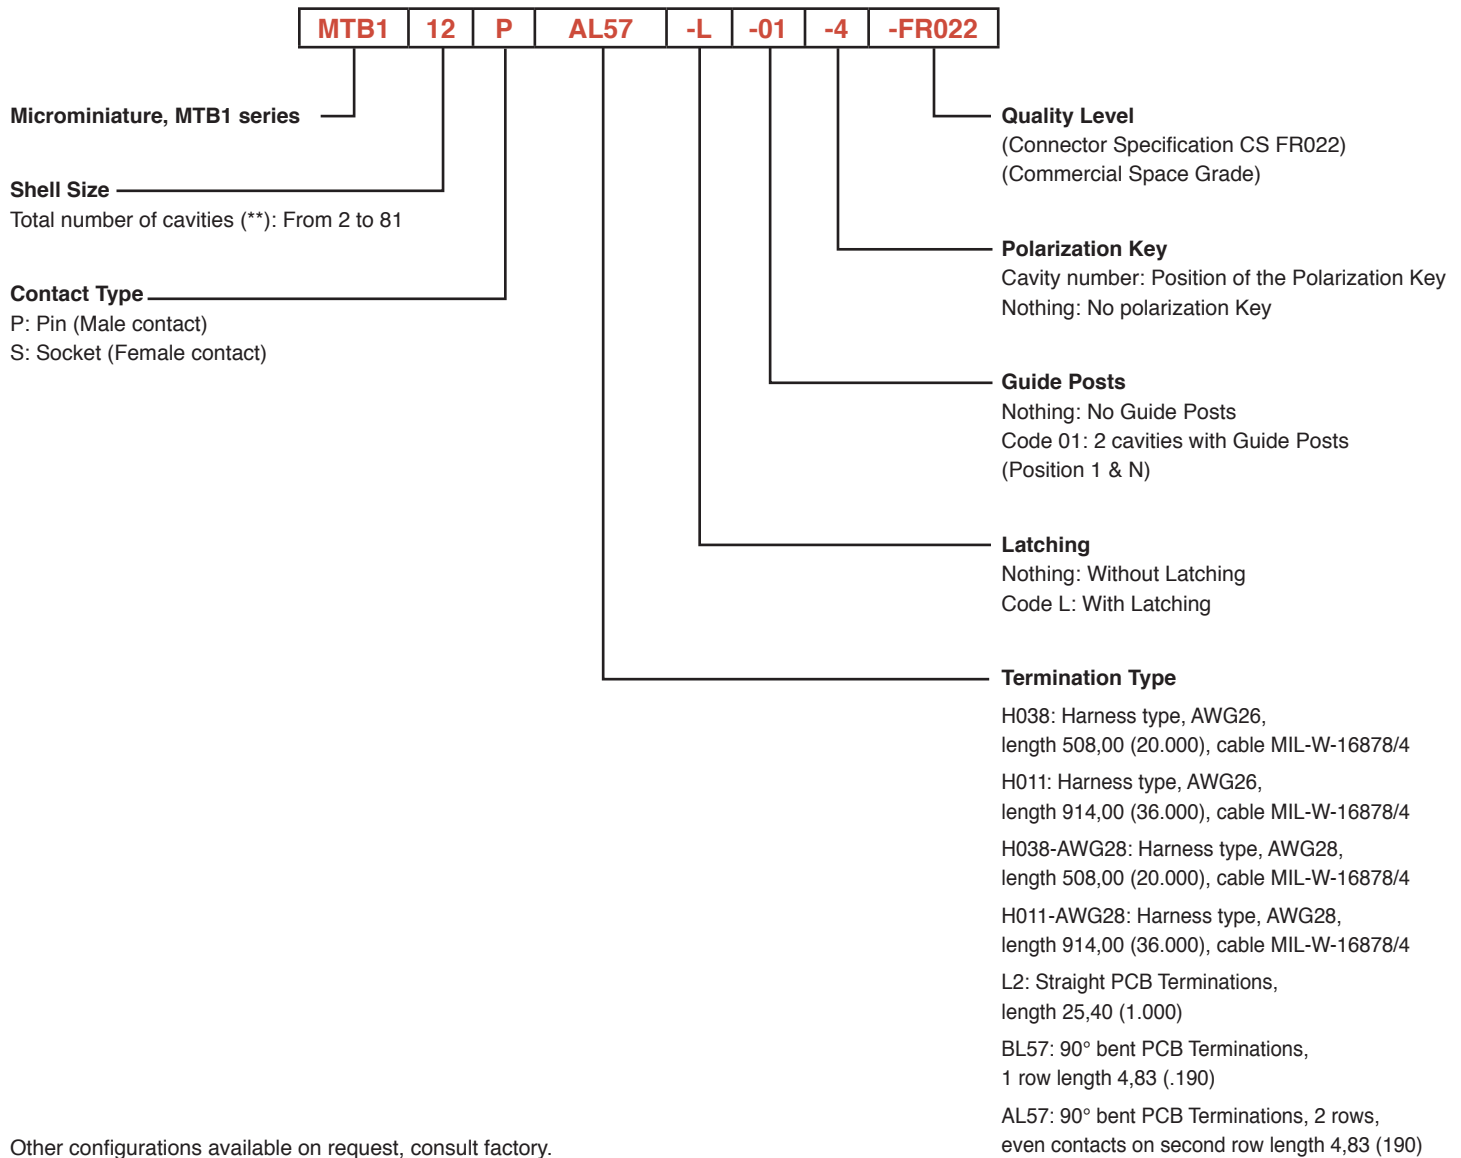 MTB1 12 P AL57 -L -01 -4 -FR022
Microminiature, MTB1 series
Shell Size
Total number of cavities (**): From 2 to 81
Contact Type
P: Pin (Male contact)
S: Socket (Female contact)
Quality Level
(Connector Specification CS FR022)
(Commercial Space Grade)
Polarization Key
Cavity number: Position of the Polarization Key
Nothing: No polarization Key
Guide Posts
Nothing: No Guide Posts
Code 01: 2 cavities with Guide Posts
(Position 1 & N)
Latching
Nothing: Without Latching
Code L: With Latching
Termination Type
H038: Harness type, AWG26,
length 508,00 (20.000), cable MIL-W-16878/4
H011: Harness type, AWG26,
length 914,00 (36.000), cable MIL-W-16878/4
H038-AWG28: Harness type, AWG28,
length 508,00 (20.000), cable MIL-W-16878/4
H011-AWG28: Harness type, AWG28,
length 914,00 (36.000), cable MIL-W-16878/4
L2: Straight PCB Terminations,
length 25,40 (1.000)
BL57: 90° bent PCB Terminations,
1 row length 4,83 (.190)
AL57: 90° bent PCB Terminations, 2 rows,
even contacts on second row length 4,83 (190)
Other configurations available on request, consult factory.